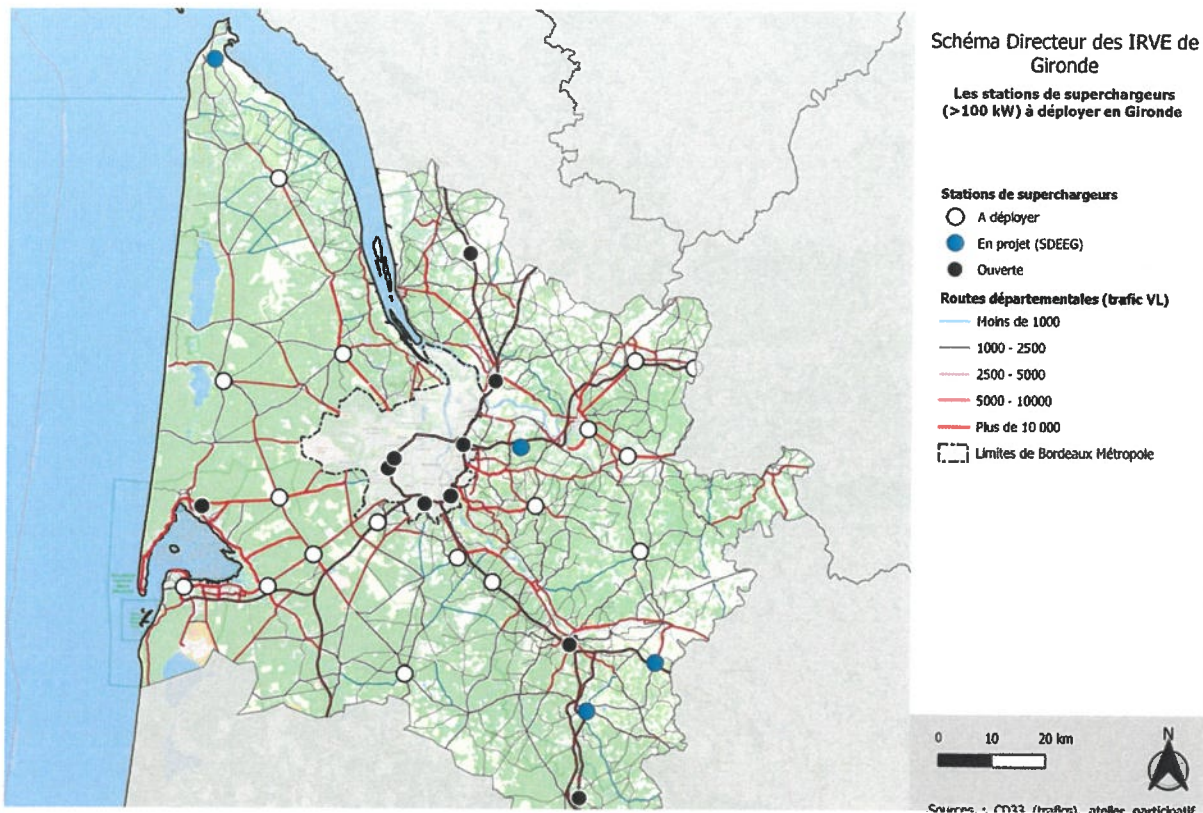 Schéma Directeur des IRVE de
Gironde
Les stations de superchargeurs
(>100 kW) à déployer en Gironde
Stations de superchargeurs
A déployer
En projet (SDEEG)
Ouverte
Routes départementales (trafic VL)
Moins de 1000
1000 - 2500
2500 - 5000
5000 - 10000
Plus de 10 000
Limites de Bordeaux Métropole
0 10 20 km
N
Sources : CD33 (trafics), atelier participatif